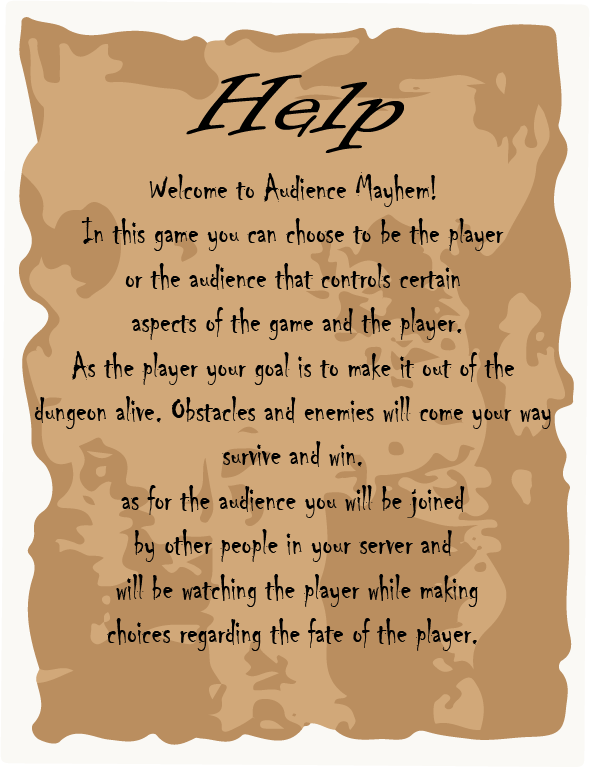 Help
Welcome to Audience Mayhem!
In this game you can choose to be the player
or the audience that controls certain
aspects of the game and the player.
As the player your goal is to make it out of the
dungeon alive. Obstacles and enemies will come your way
survive and win.
as for the audience you will be joined
by other people in your server and
will be watching the player while making
choices regarding the fate of the player.